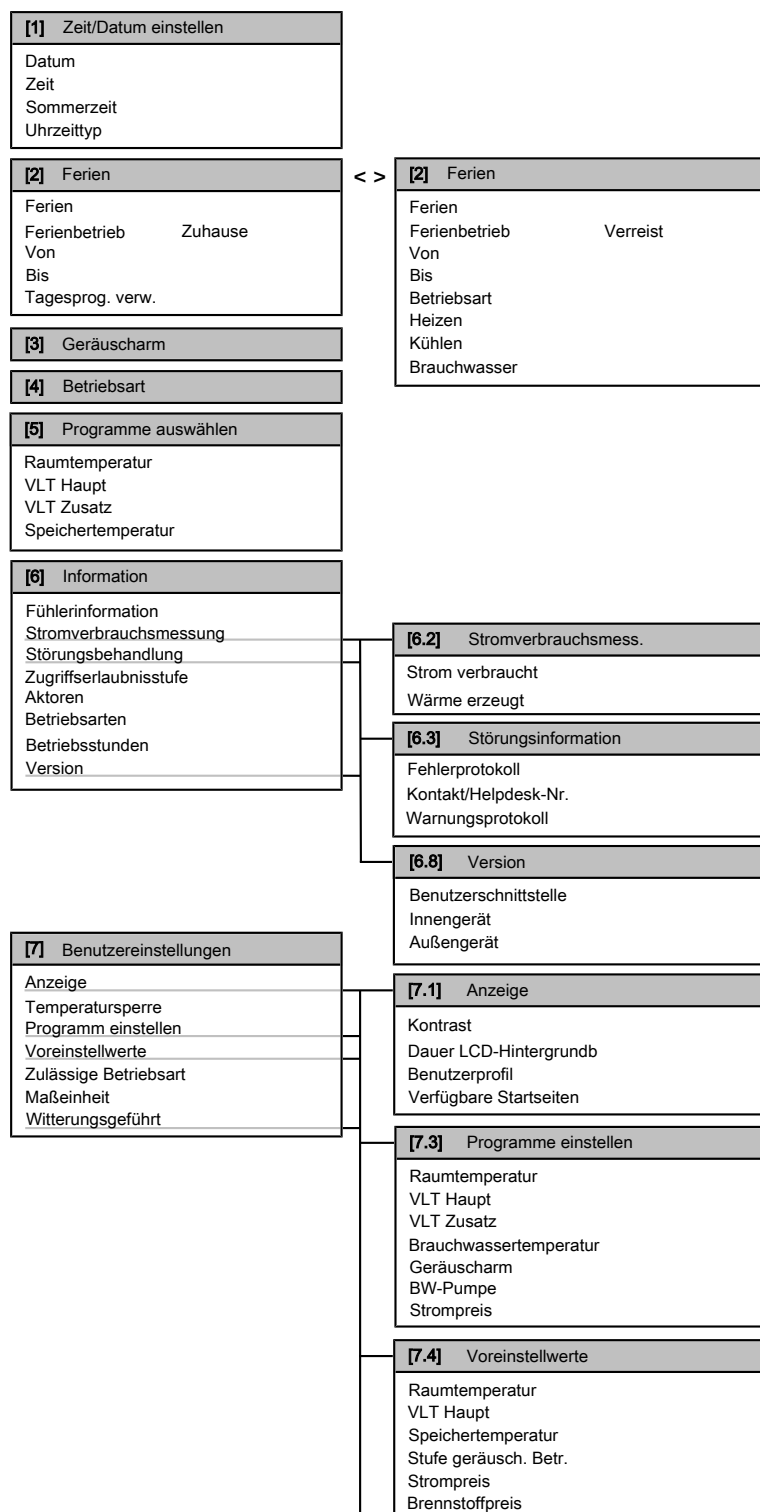 [1] Zeit/Datum einstellen
Datum
Zeit
Sommerzeit
Uhrzeittyp
[2] Ferien
Ferien
Ferienbetrieb Zuhause
Von
Bis
Tagesprog. verw.
< >
[2] Ferien
Ferien
Ferienbetrieb Verreist
Von
Bis
Betriebsart
Heizen
Kühlen
Brauchwasser
[3] Geräuscharm
[4] Betriebsart
[5] Programme auswählen
Raumtemperatur
VLT Haupt
VLT Zusatz
Speichertemperatur
[6] Information
Fühlerinformation
Stromverbrauchsmessung
Störungsbehandlung
Zugriffserlaubnisstufe
Aktoren
Betriebsarten
Betriebsstunden
Version
[6.2] Stromverbrauchsmess.
Strom verbraucht
Wärme erzeugt
[6.3] Störungsinformation
Fehlerprotokoll
Kontakt/Helpdesk-Nr.
Warnungsprotokoll
[6.8] Version
Benutzerschnittstelle
Innengerät
Außengerät
[7] Benutzereinstellungen
Anzeige
Temperatursperre
Programm einstellen
Voreinstellwerte
Zulässige Betriebsart
Maßeinheit
Witterungsgeführt
[7.1] Anzeige
Kontrast
Dauer LCD-Hintergrundb
Benutzerprofil
Verfügbare Startseiten
[7.3] Programme einstellen
Raumtemperatur
VLT Haupt
VLT Zusatz
Brauchwassertemperatur
Geräuscharm
BW-Pumpe
Strompreis
[7.4] Voreinstellwerte
Raumtemperatur
VLT Haupt
Speichertemperatur
Stufe geräusch. Betr.
Strompreis
Brennstoffpreis